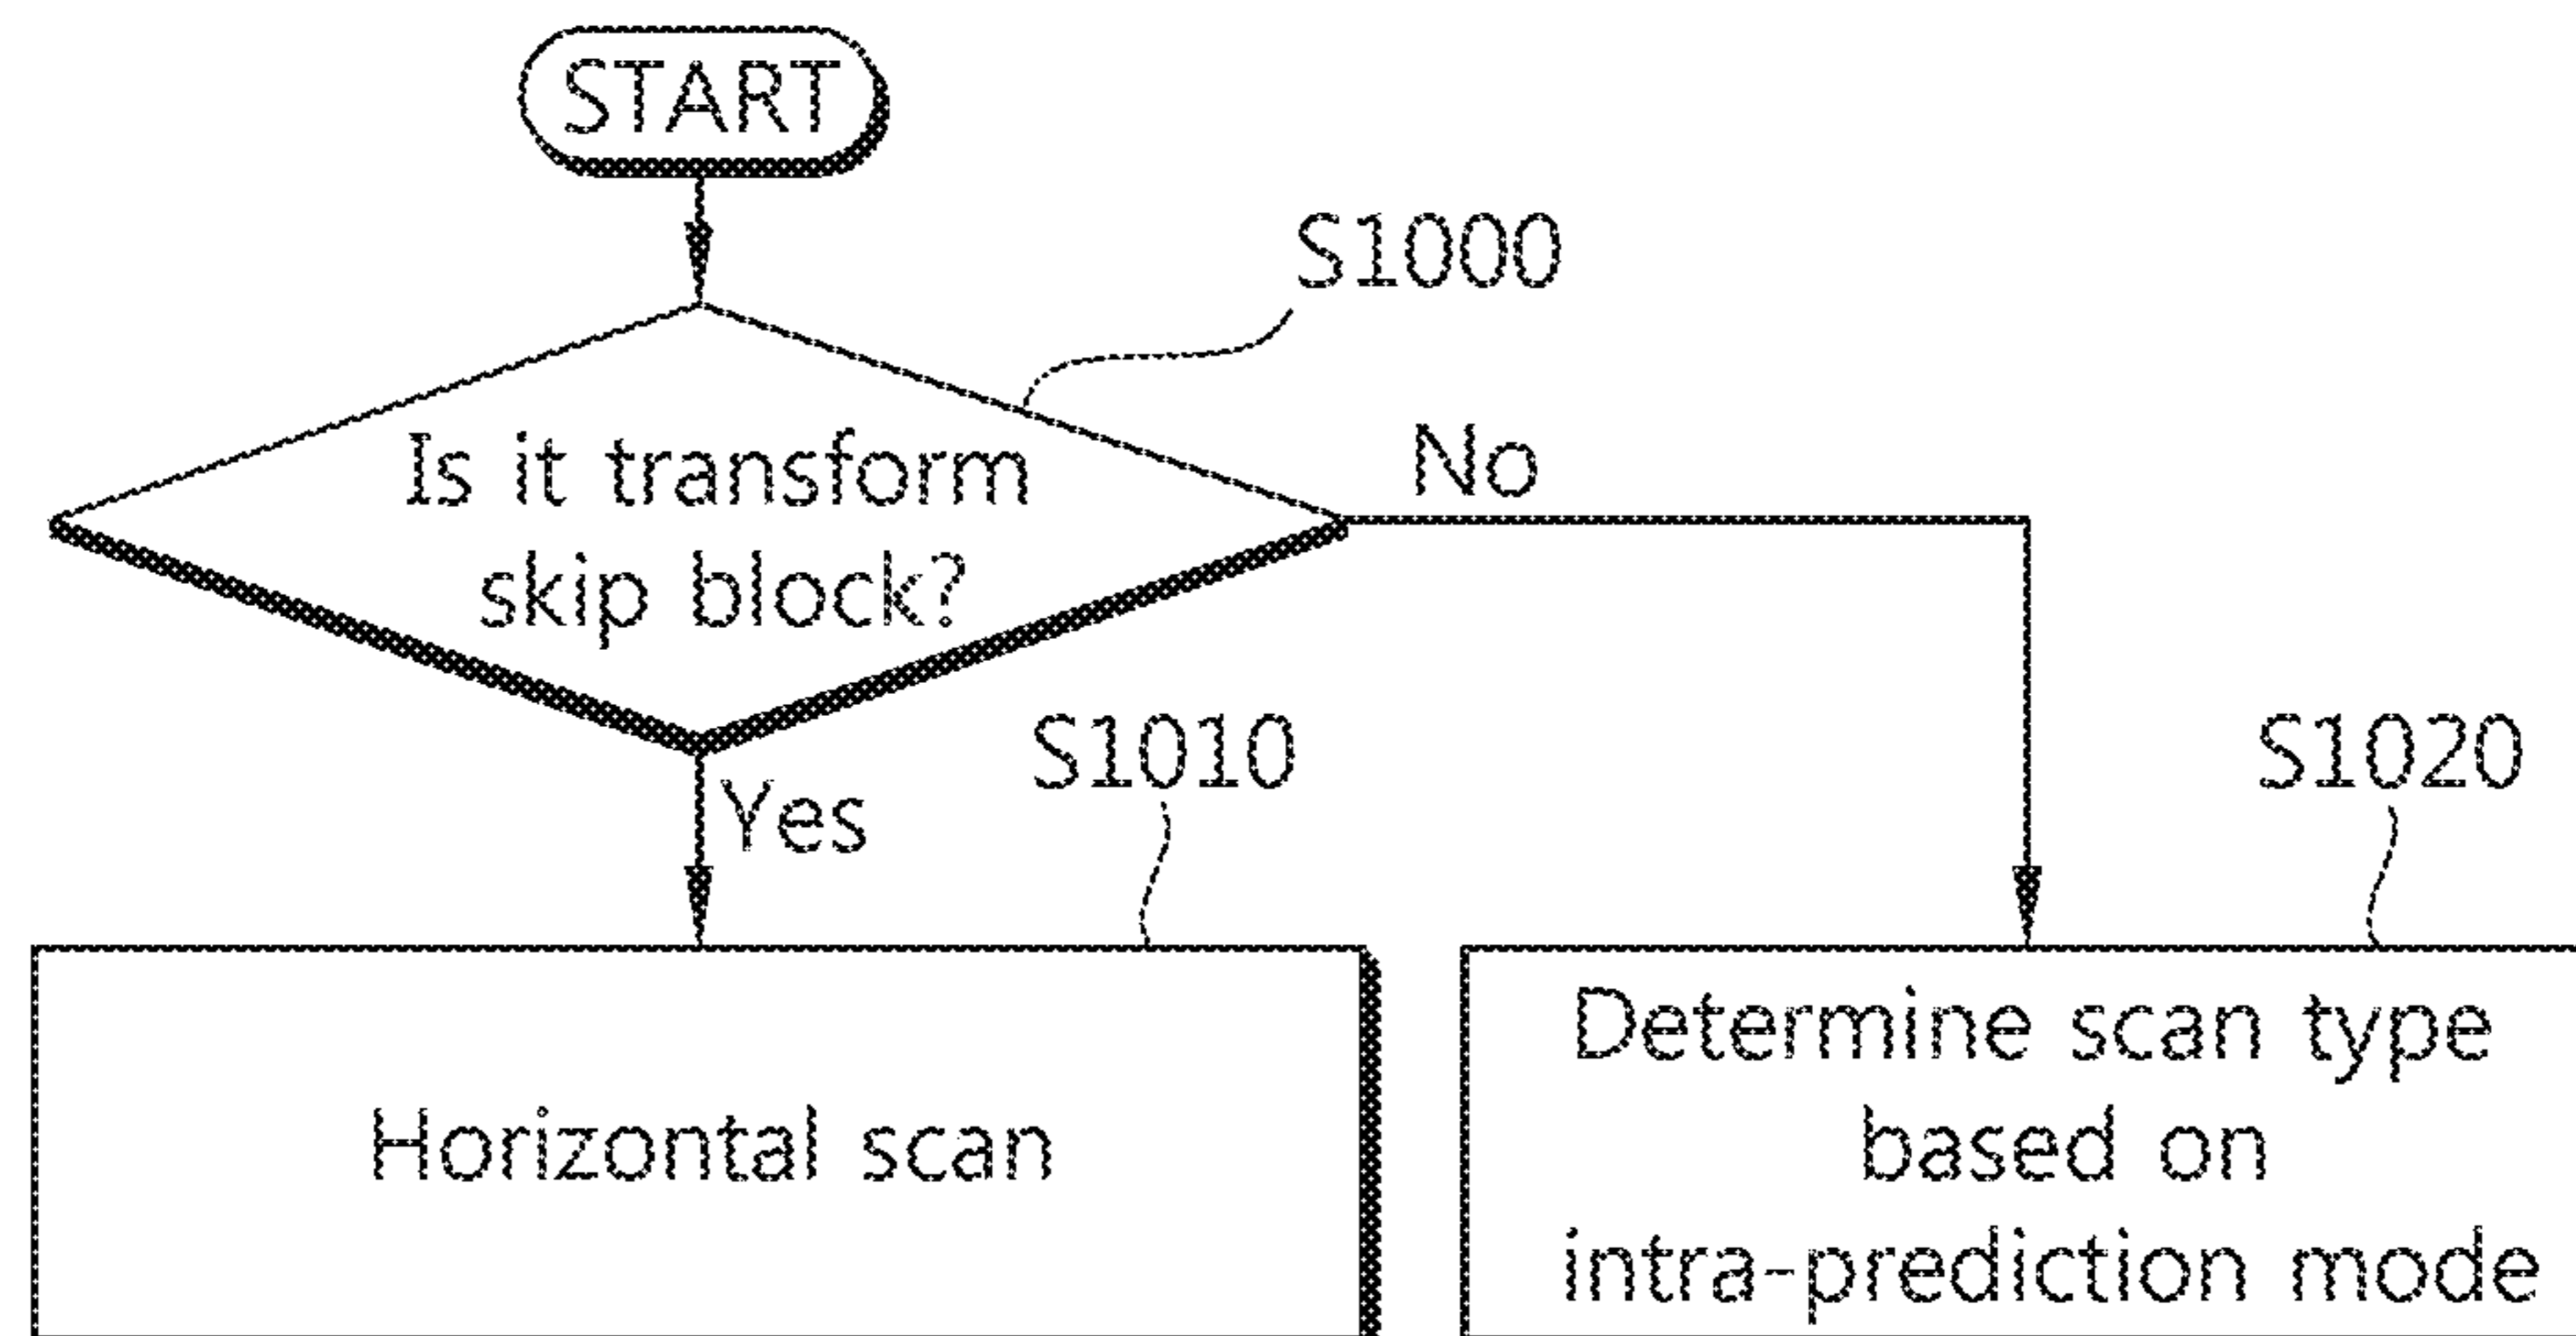 START
S1000
Is it transform
skip block?
No
Yes
S1010
S1020
Horizontal scan
Determine scan type
based on
intra-prediction mode